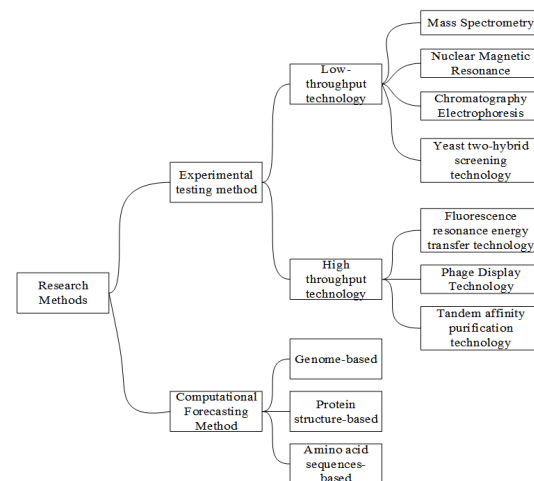 Research
Methods
Experimental
testing method
Low-
throughput
technology
Mass Spectrometry
Nuclear Magnetic
Resonance
Chromatography
Electrophoresis
Yeast two-hybrid
screening
technology
High
throughput
technology
Fluorescence
resonance energy
transfer technology
Phage Display
Technology
Tandem affinity
purification
technology
Computational
Forecasting
Method
Genome-based
Protein
structure-based
Amino acid
sequences-
based